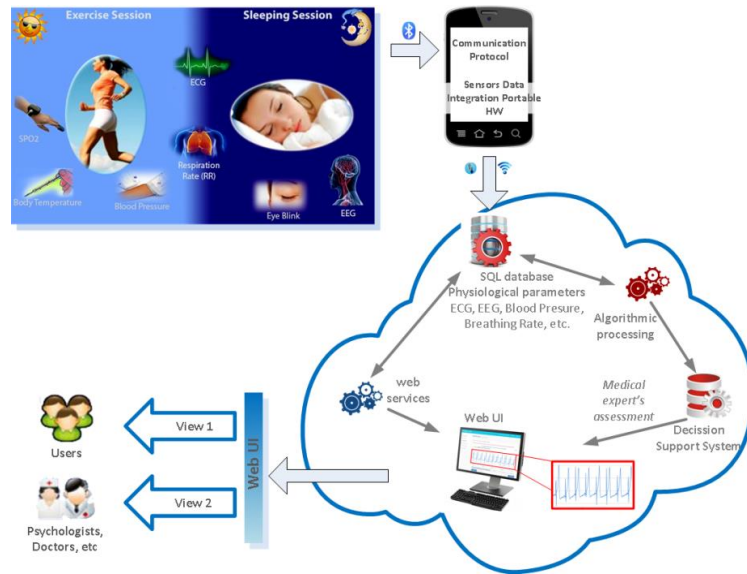 Exercise Session
Sleeping Session
ECG
SPO2
Respiration
Rate (RR)
Body Temperature
Blood Pressure
Eye Blink
EEG
Communication
Protocol
Sensors Data
Integration Portable
HW
SQL database
Physiological parameters
ECG, EEG, Blood Presure,
Breathing Rate, etc.
Algorithmic
processing
web
services
Web UI
Medical
expert's
assessment
Decission
Support System
Web UI
View 1
Users
View 2
Psychologists,
Doctors, etc